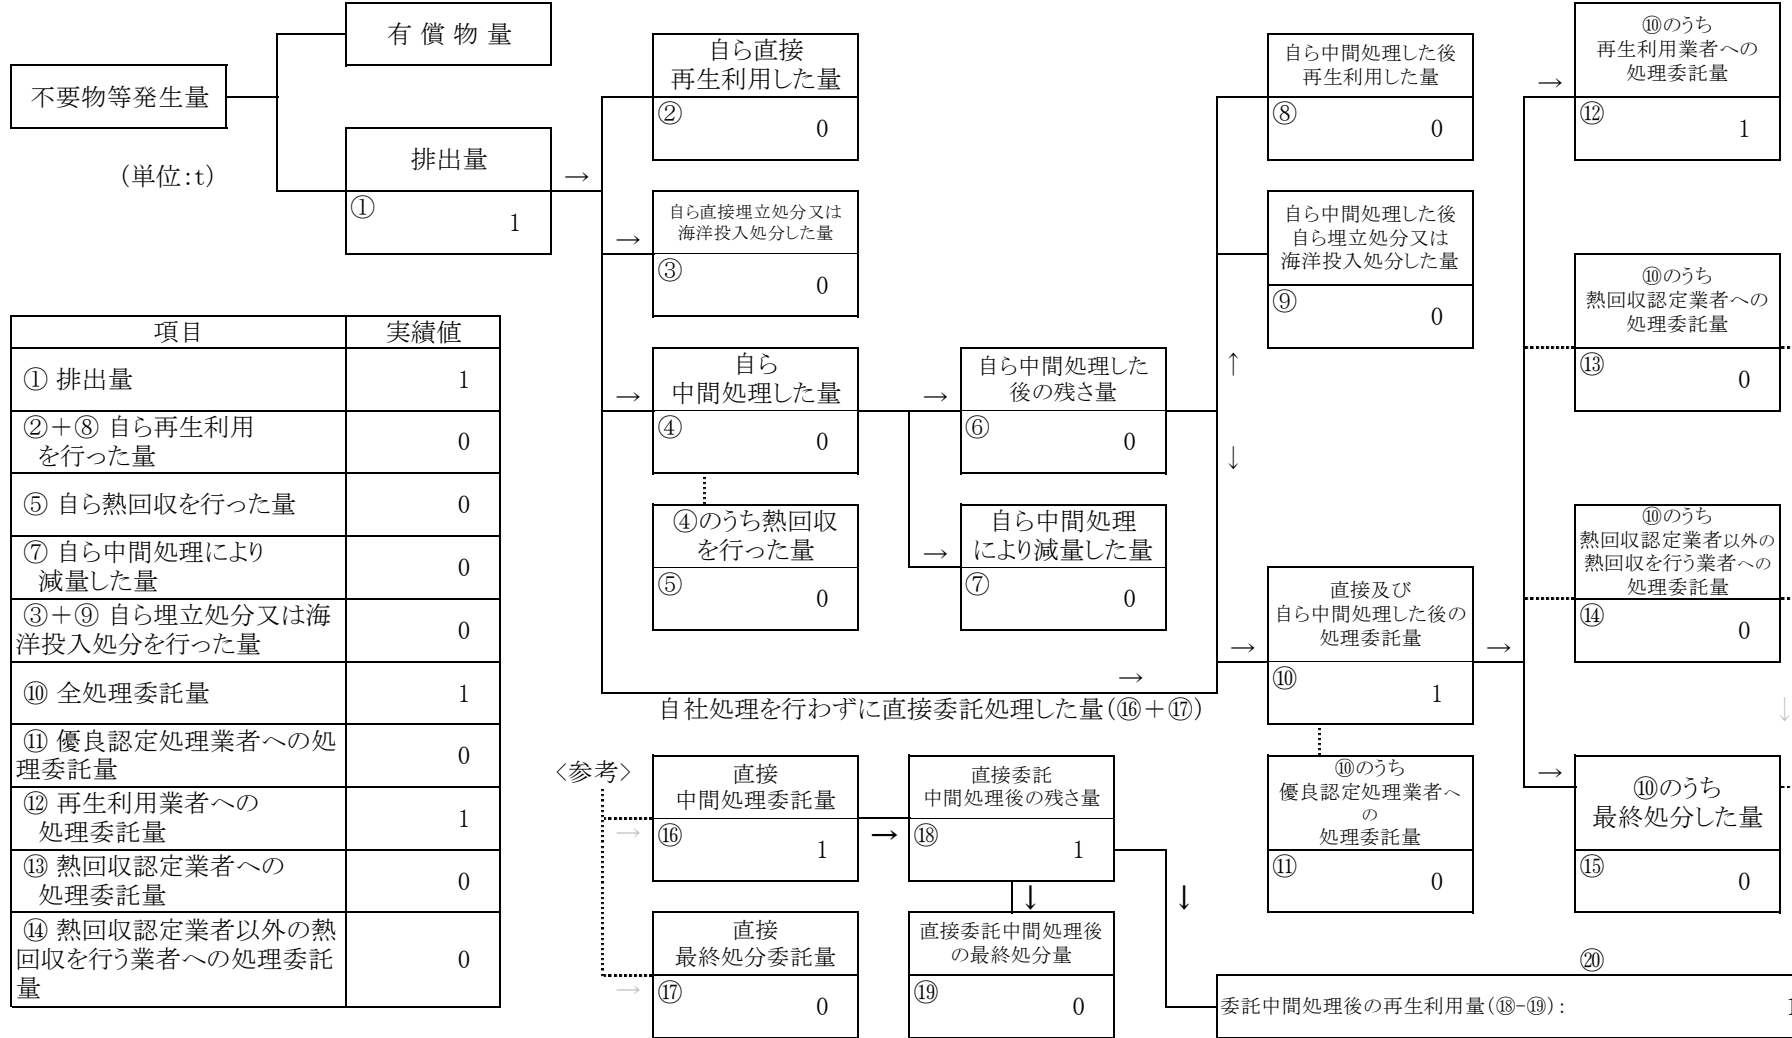 有 償 物 量
不要物等発生量
(単位:t)
排出量
①
1
→
自ら直接
再生利用した量
②
0
→
自ら直接埋立処分又は
海洋投入処分した量
③
0
→
自ら
中間処理した量
④
0
④のうち熱回収
を行った量
⑤
0
→
自ら中間処理した
後の残さ量
⑥
0
→
自ら中間処理
により減量した量
⑦
0
↑
↓
自ら中間処理した後
再生利用した量
⑧
0
自ら中間処理した後
自ら埋立処分又は
海洋投入処分した量
⑨
0
→
自社処理を行わずに直接委託処理した量(⑯+⑰)
→
直接及び
自ら中間処理した後の
処理委託量
⑩
1
→
⑩のうち
優良認定処理業者へ
の
処理委託量
⑪
0
→
⑩のうち
再生利用業者への
処理委託量
⑫
1
⑩のうち
熱回収認定業者への
処理委託量
⑬
0
⑩のうち
熱回収認定業者以外の
熱回収を行う業者への
処理委託量
⑭
0
↓
→
⑩のうち
最終処分した量
⑮
0
項目 実績値
① 排出量 1
②+⑧ 自ら再生利用
を行った量 0
⑤ 自ら熱回収を行った量 0
⑦ 自ら中間処理により
減量した量 0
③+⑨ 自ら埋立処分又は海
洋投入処分を行った量 0
⑩ 全処理委託量 1
⑪ 優良認定処理業者への処
理委託量 0
⑫ 再生利用業者への
処理委託量 1
⑬ 熱回収認定業者への
処理委託量 0
⑭ 熱回収認定業者以外の熱
回収を行う業者への処理委託
量 0
<参考>
→
直接
中間処理委託量
⑯
1
→
直接委託
中間処理後の残さ量
⑱
1
↓
↓
→
直接
最終処分委託量
⑰
0
直接委託中間処理後
の最終処分量
⑲
0
⑳
委託中間処理後の再生利用量(⑱-⑲): 1